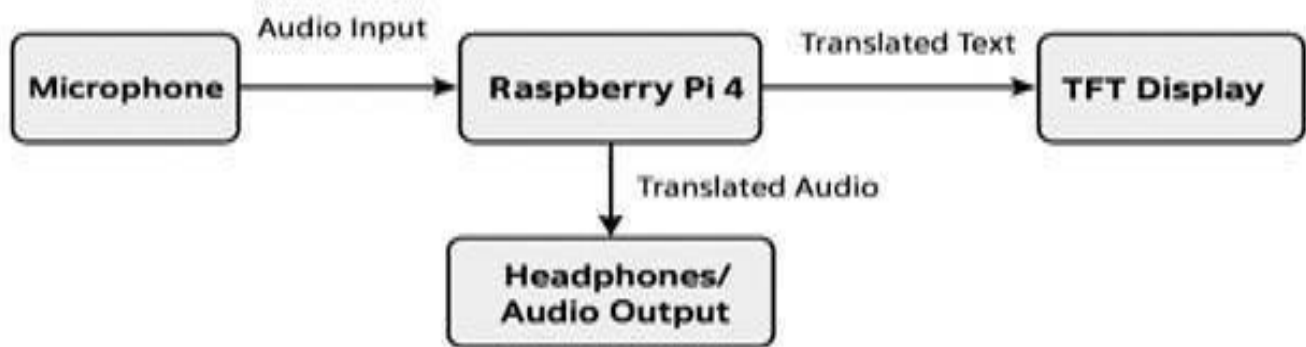 Audio Input
Translated Text
Microphone
Raspberry Pi 4
TFT Display
Translated Audio
Headphones/
Audio Output